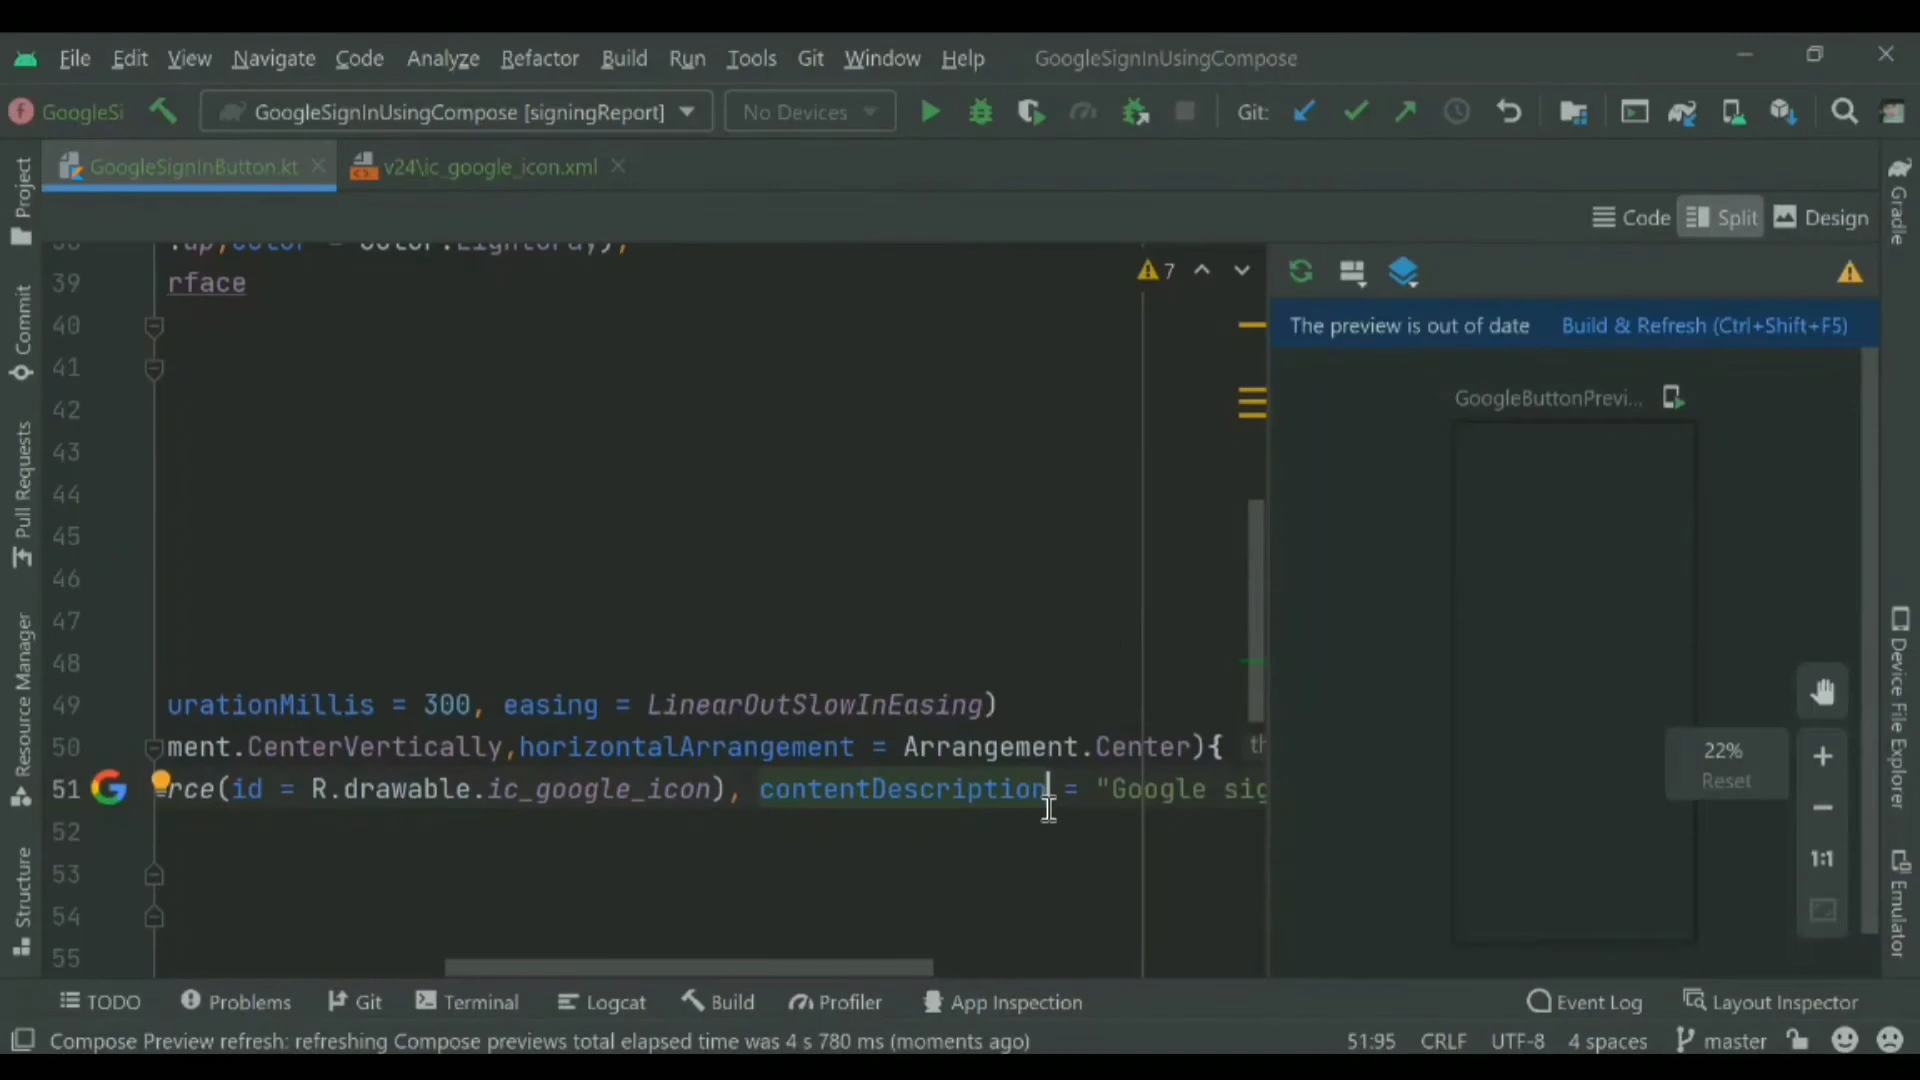 File Edit View Navigate Code Analyze Refactor Build Run Tools Git Window Help GoogleSignInUsingCompose
GoogleSi GoogleSignInUsingCompose [signingReport] No Devices Git:
GoogleSignInButton.kt v24\ic_google_icon.xml
Code Split Design
39 rface 7
40
41
42
43
44
45
46
47
48
49 urationMillis = 300, easing = LinearOutSlowInEasing)
50 ment.CenterVertically,horizontalArrangement = Arrangement.Center){ th
51 rce(id = R.drawable.ic_google_icon), contentDescription = "Google sig
52
53
54
55
The preview is out of date Build & Refresh (Ctrl+Shift+F5)
GoogleButtonPrevi...
22%
Reset
1:1
Project
Commit
Pull Requests
Resource Manager
Structure
Gradle
Device File Explorer
Emulator
TODO Problems Git Terminal Logcat Build Profiler App Inspection Event Log Layout Inspector
Compose Preview refresh: refreshing Compose previews total elapsed time was 4 s 780 ms (moments ago) 51:95 CRLF UTF-8 4 spaces master